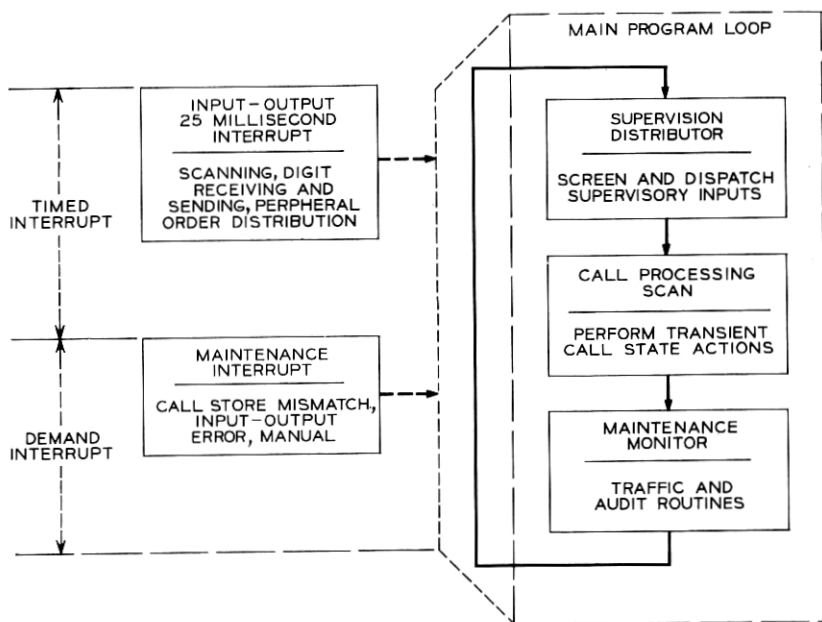 MAIN PROGRAM LOOP
INPUT-OUTPUT
25 MILLISECOND
INTERRUPT
SCANNING, DIGIT
RECEIVING AND
SENDING, PERPHERAL
ORDER DISTRIBUTION
TIMED
INTERRUPT
SUPERVISION
DISTRIBUTOR
SCREEN AND DISPATCH
SUPERVISORY INPUTS
CALL PROCESSING
SCAN
PERFORM TRANSIENT
CALL STATE ACTIONS
MAINTENANCE
INTERRUPT
CALL STORE MISMATCH,
INPUT-OUTPUT
ERROR, MANUAL
DEMAND
INTERRUPT
MAINTENANCE
MONITOR
TRAFFIC AND
AUDIT ROUTINES